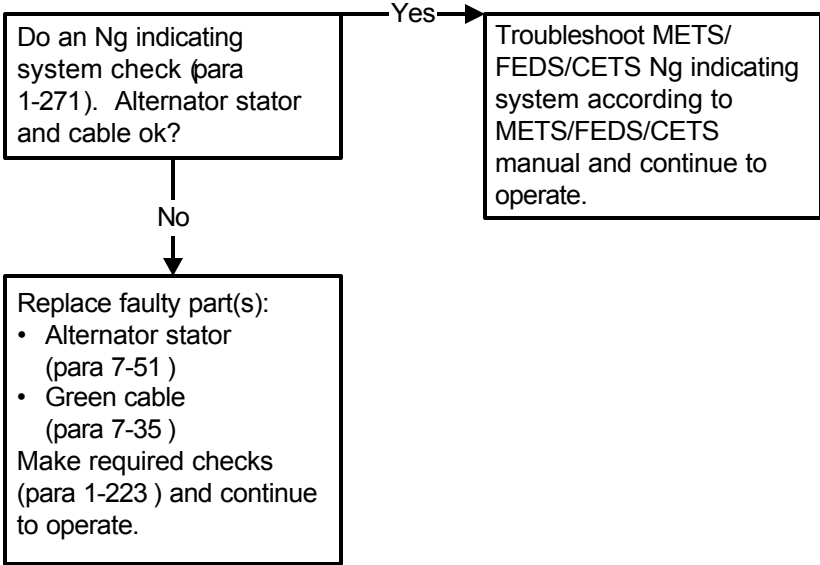 Do an Ng indicating
system check (para
1-271). Alternator stator
and cable ok?
Yes
Troubleshoot METS/
FEDS/CETS Ng indicating
system according to
METS/FEDS/CETS
manual and continue to
operate.
No
Replace faulty part(s):
• Alternator stator
(para 7-51 )
• Green cable
(para 7-35 )
Make required checks
(para 1-223 ) and continue
to operate.